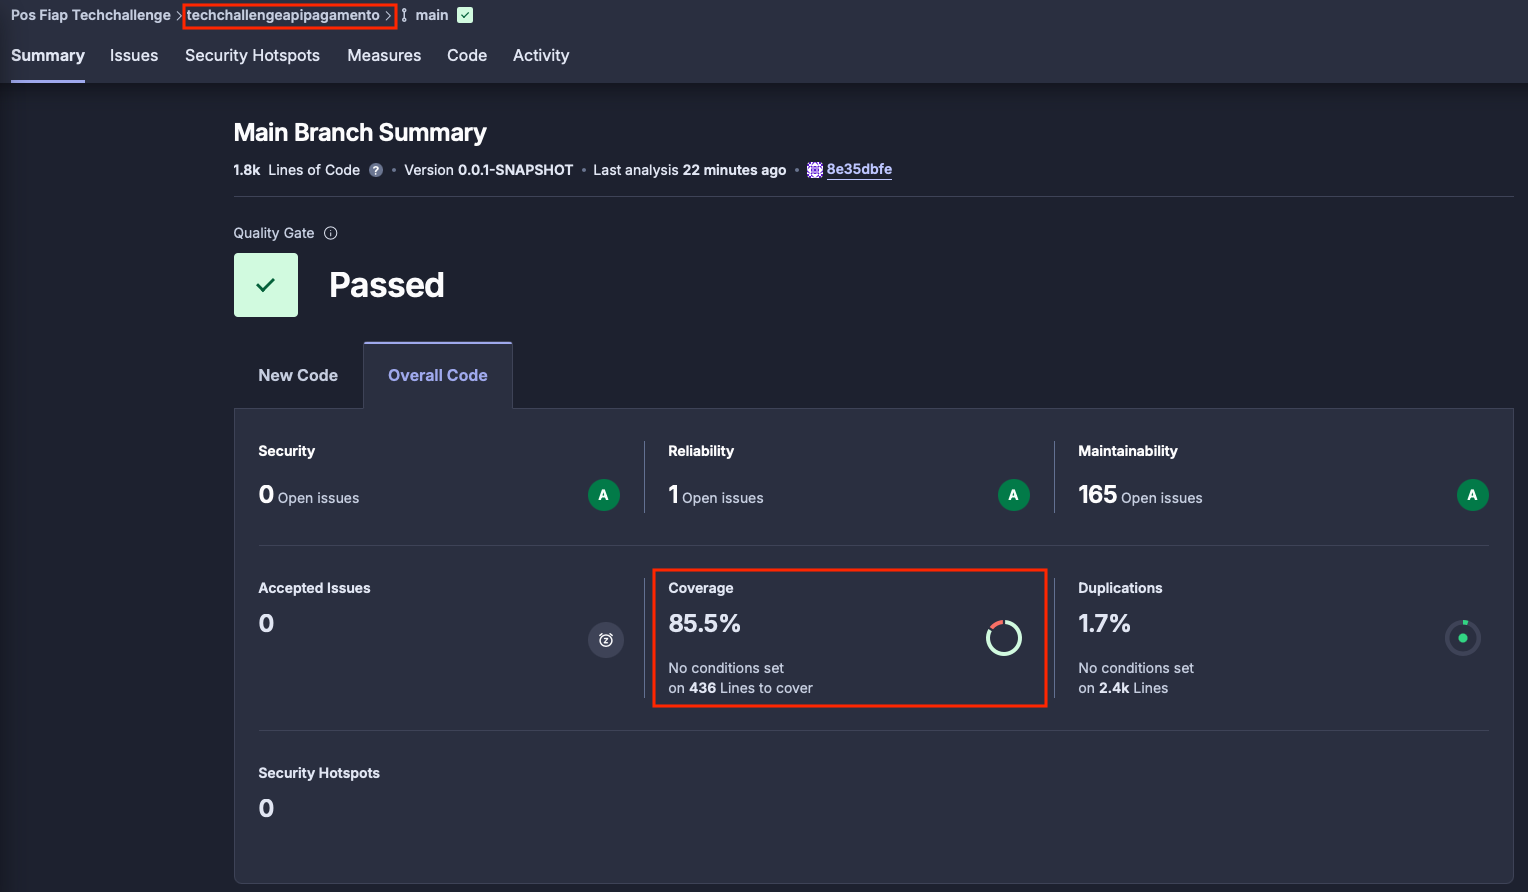 Pos Fiap Techchallenge > techchallengeapipagamento > main
Summary Issues Security Hotspots Measures Code Activity
Main Branch Summary
1.8k Lines of Code ? • Version 0.0.1-SNAPSHOT • Last analysis 22 minutes ago • 8e35dbfe
Quality Gate
Passed
New Code Overall Code
Security Reliability Maintainability
0 Open issues A 1 Open issues A 165 Open issues A
Accepted Issues
0
Coverage
85.5%
No conditions set
on 436 Lines to cover
Duplications
1.7%
No conditions set
on 2.4k Lines
Security Hotspots
0